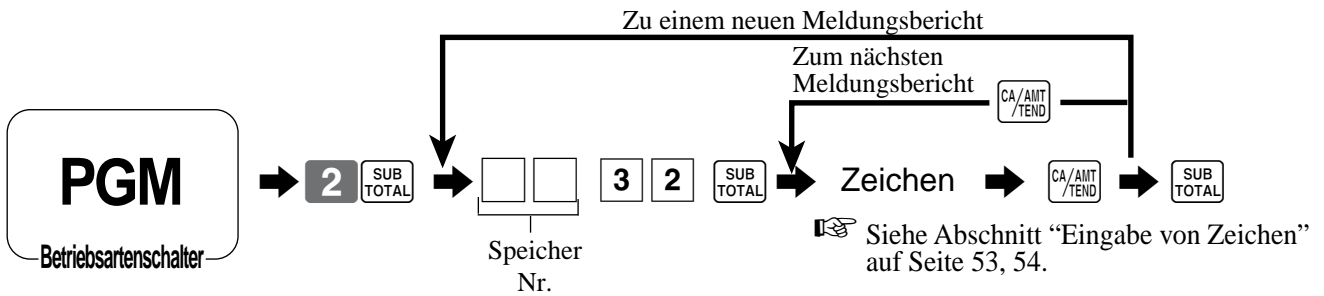 Zu einem neuen Meldungsbericht
Zum nächsten
Meldungsbericht
CA/AMT
/TEND
PGM
Betriebsartenschalter
2 SUB
TOTAL
3 2 SUB
TOTAL
Zeichen
CA/AMT
/TEND
SUB
TOTAL
Speicher
Nr.
☞ Siehe Abschnitt “Eingabe von Zeichen”
auf Seite 53, 54.